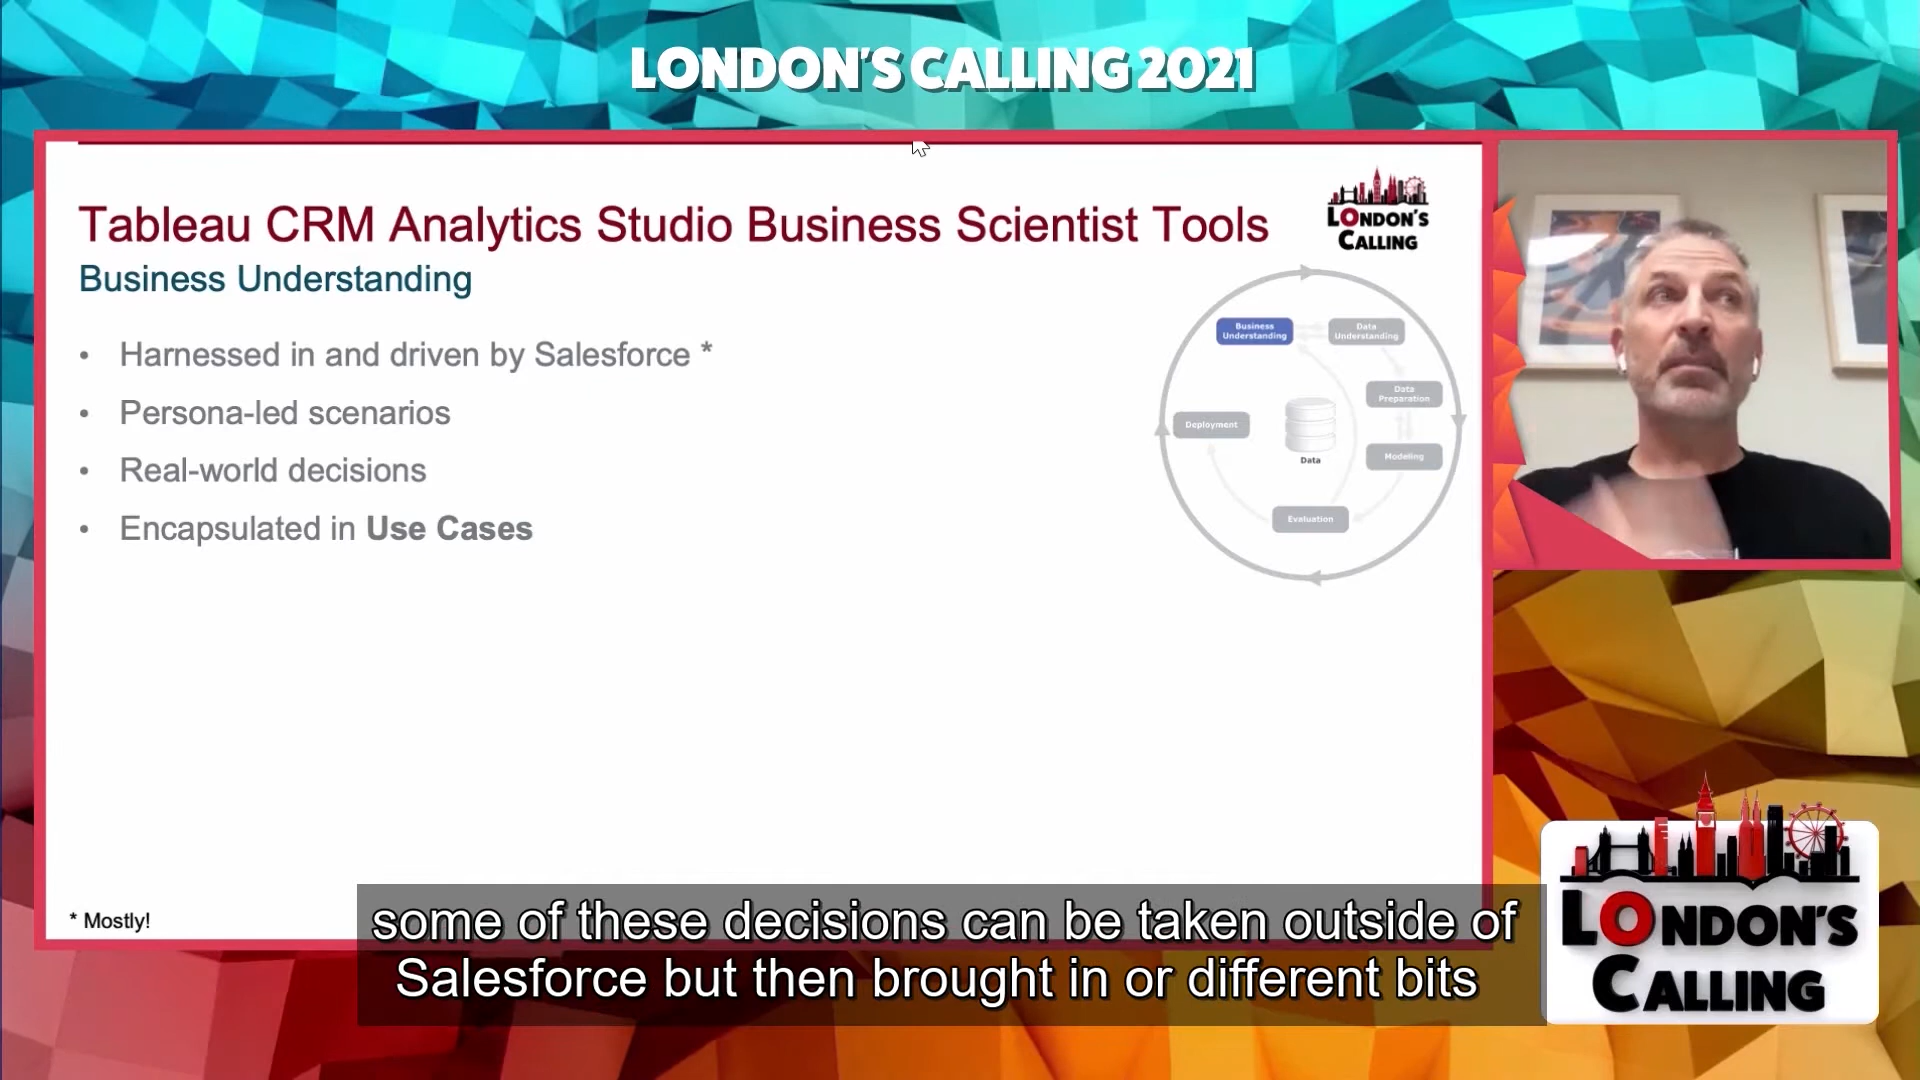 LONDON'S CALLING 2021
Tableau CRM Analytics Studio Business Scientist Tools
LONDON'S
CALLING
Business Understanding
• Harnessed in and driven by Salesforce *
• Persona-led scenarios
• Real-world decisions
• Encapsulated in Use Cases
Business
Understanding
Data
Understanding
Data
Preparation
Deployment
Data
Modeling
Evaluation
* Mostly!
some of these decisions can be taken outside of
Salesforce but then brought in or different bits
LONDON'S
CALLING